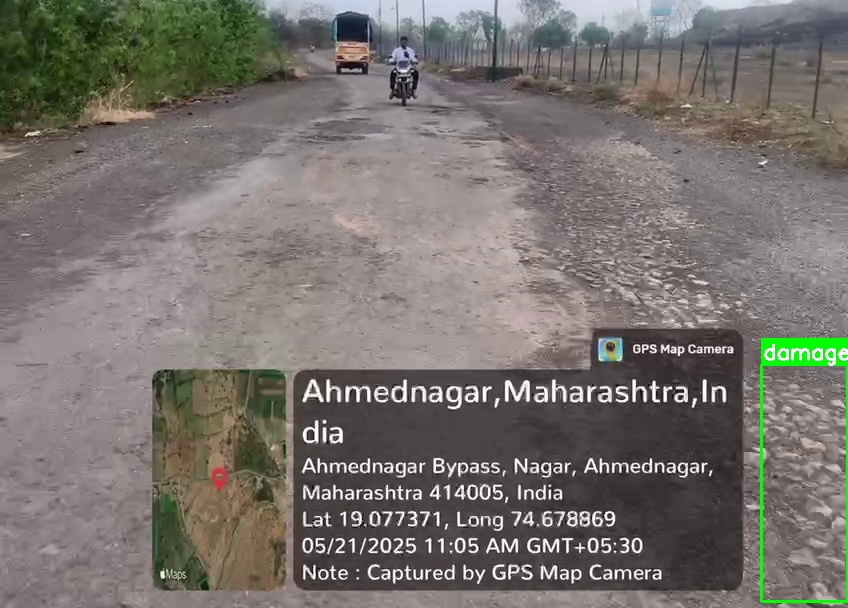 GPS Map Camera
damage
Ahmednagar,Maharashtra,In
dia
Ahmednagar Bypass, Nagar, Ahmednagar,
Maharashtra 414005, India
Lat 19.077371, Long 74.678869
05/21/2025 11:05 AM GMT+05:30
Note : Captured by GPS Map Camera
Maps